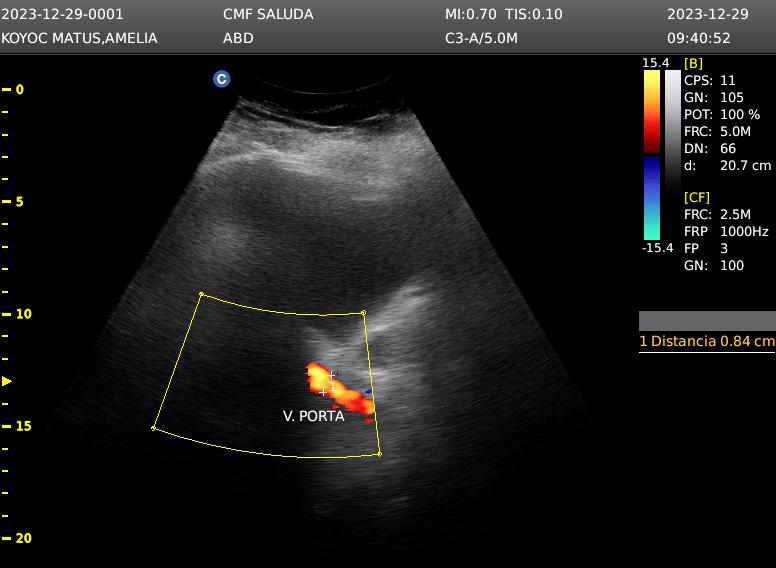 2023-12-29-0001 CMF SALUDA MI:0.70 TIS:0.10 2023-12-29
KOYOC MATUS,AMELIA ABD C3-A/5.0M 09:40:52
C
15.4 [B]
CPS: 11
GN: 105
POT: 100 %
FRC: 5.0M
DN: 66
d: 20.7 cm
[CF]
FRC: 2.5M
FRP 1000Hz
-15.4 FP 3
GN: 100
1 Distancia 0.84 cm
0
5
10
15
20
1
V. PORTA